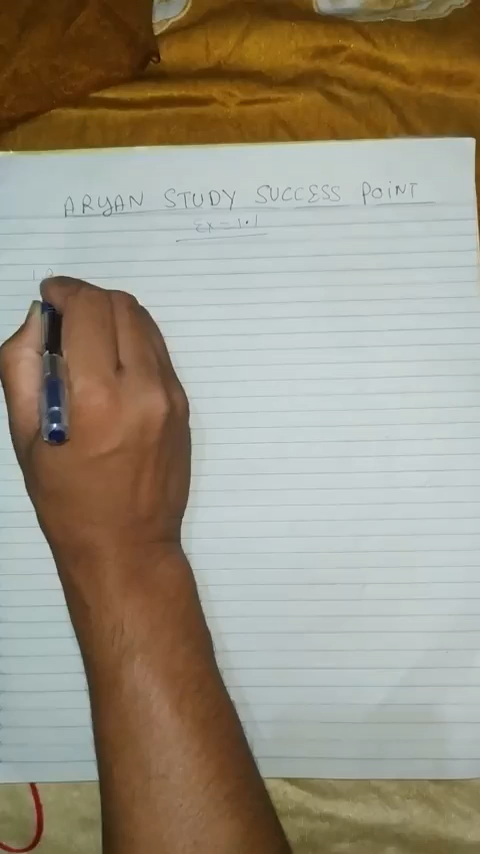 ARYAN STUDY SUCCESS POINT
Ex = 1.1